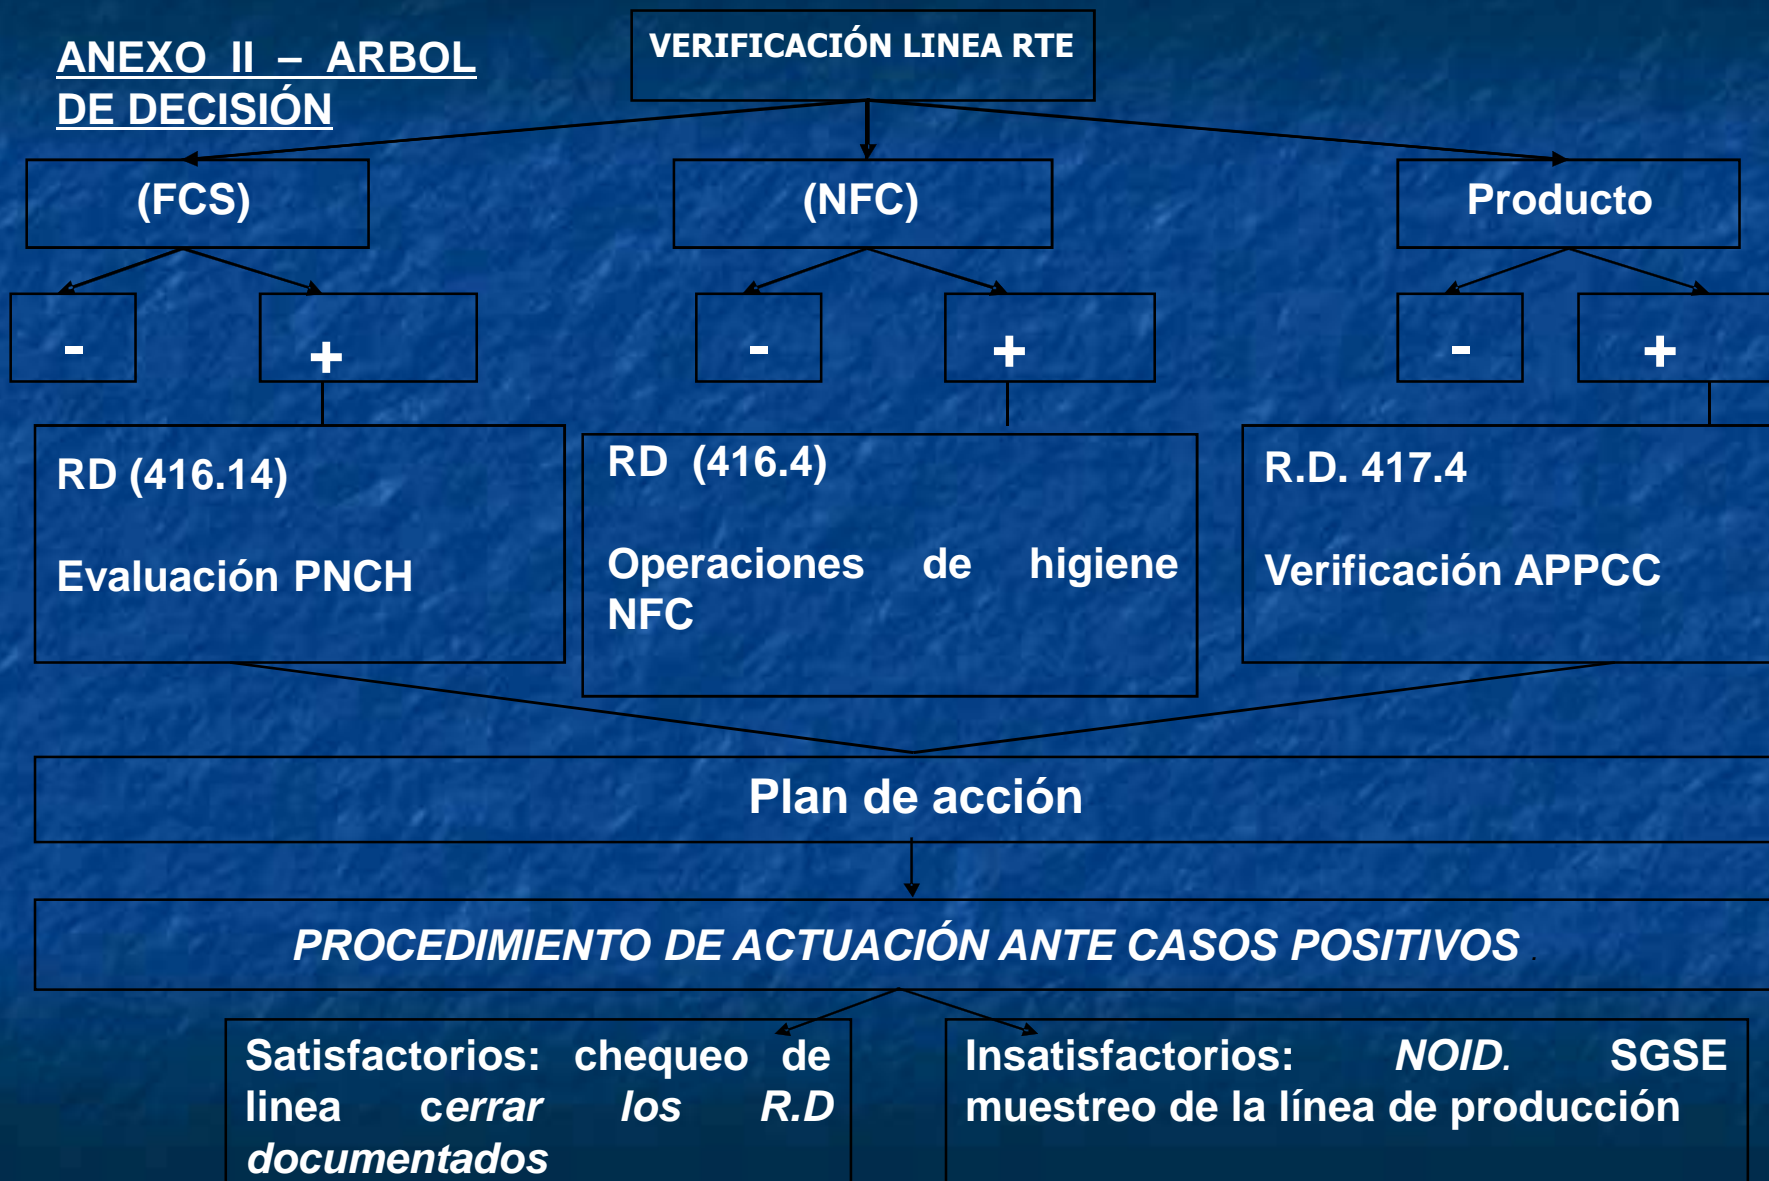 ANEXO II – ARBOL
DE DECISIÓN
VERIFICACIÓN LINEA RTE
(FCS)
(NFC)
Producto
-
+
-
+
-
+
RD (416.14)
Evaluación PNCH
RD (416.4)
Operaciones de higiene
NFC
R.D. 417.4
Verificación APPCC
Plan de acción
PROCEDIMIENTO DE ACTUACIÓN ANTE CASOS POSITIVOS .
Satisfactorios: chequeo de
linea cerrar los R.D
documentados
Insatisfactorios: NOID. SGSE
muestreo de la línea de producción